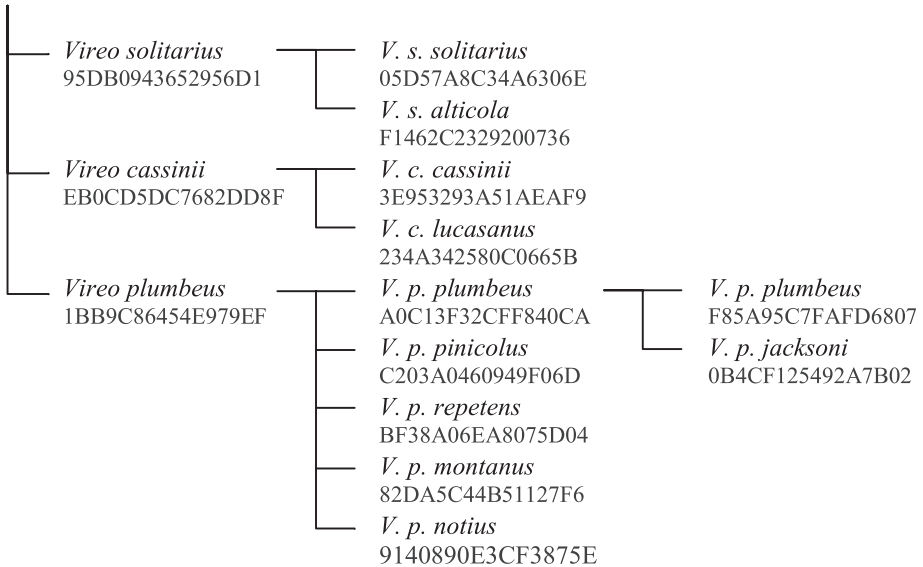 Vireo solitarius
95DB0943652956D1
V. s. solitarius
05D57A8C34A6306E
V. s. alticola
F1462C2329200736
Vireo cassinii
EB0CD5DC7682DD8F
V. c. cassinii
3E953293A51AEAF9
V. c. lucasanus
234A342580C0665B
Vireo plumbeus
1BB9C86454E979EF
V. p. plumbeus
A0C13F32CFF840CA
V. p. plumbeus
F85A95C7FAFD6807
V. p. jacksoni
0B4CF125492A7B02
V. p. pinicolus
C203A0460949F06D
V. p. repetens
BF38A06EA8075D04
V. p. montanus
82DA5C44B51127F6
V. p. notius
9140890E3CF3875E